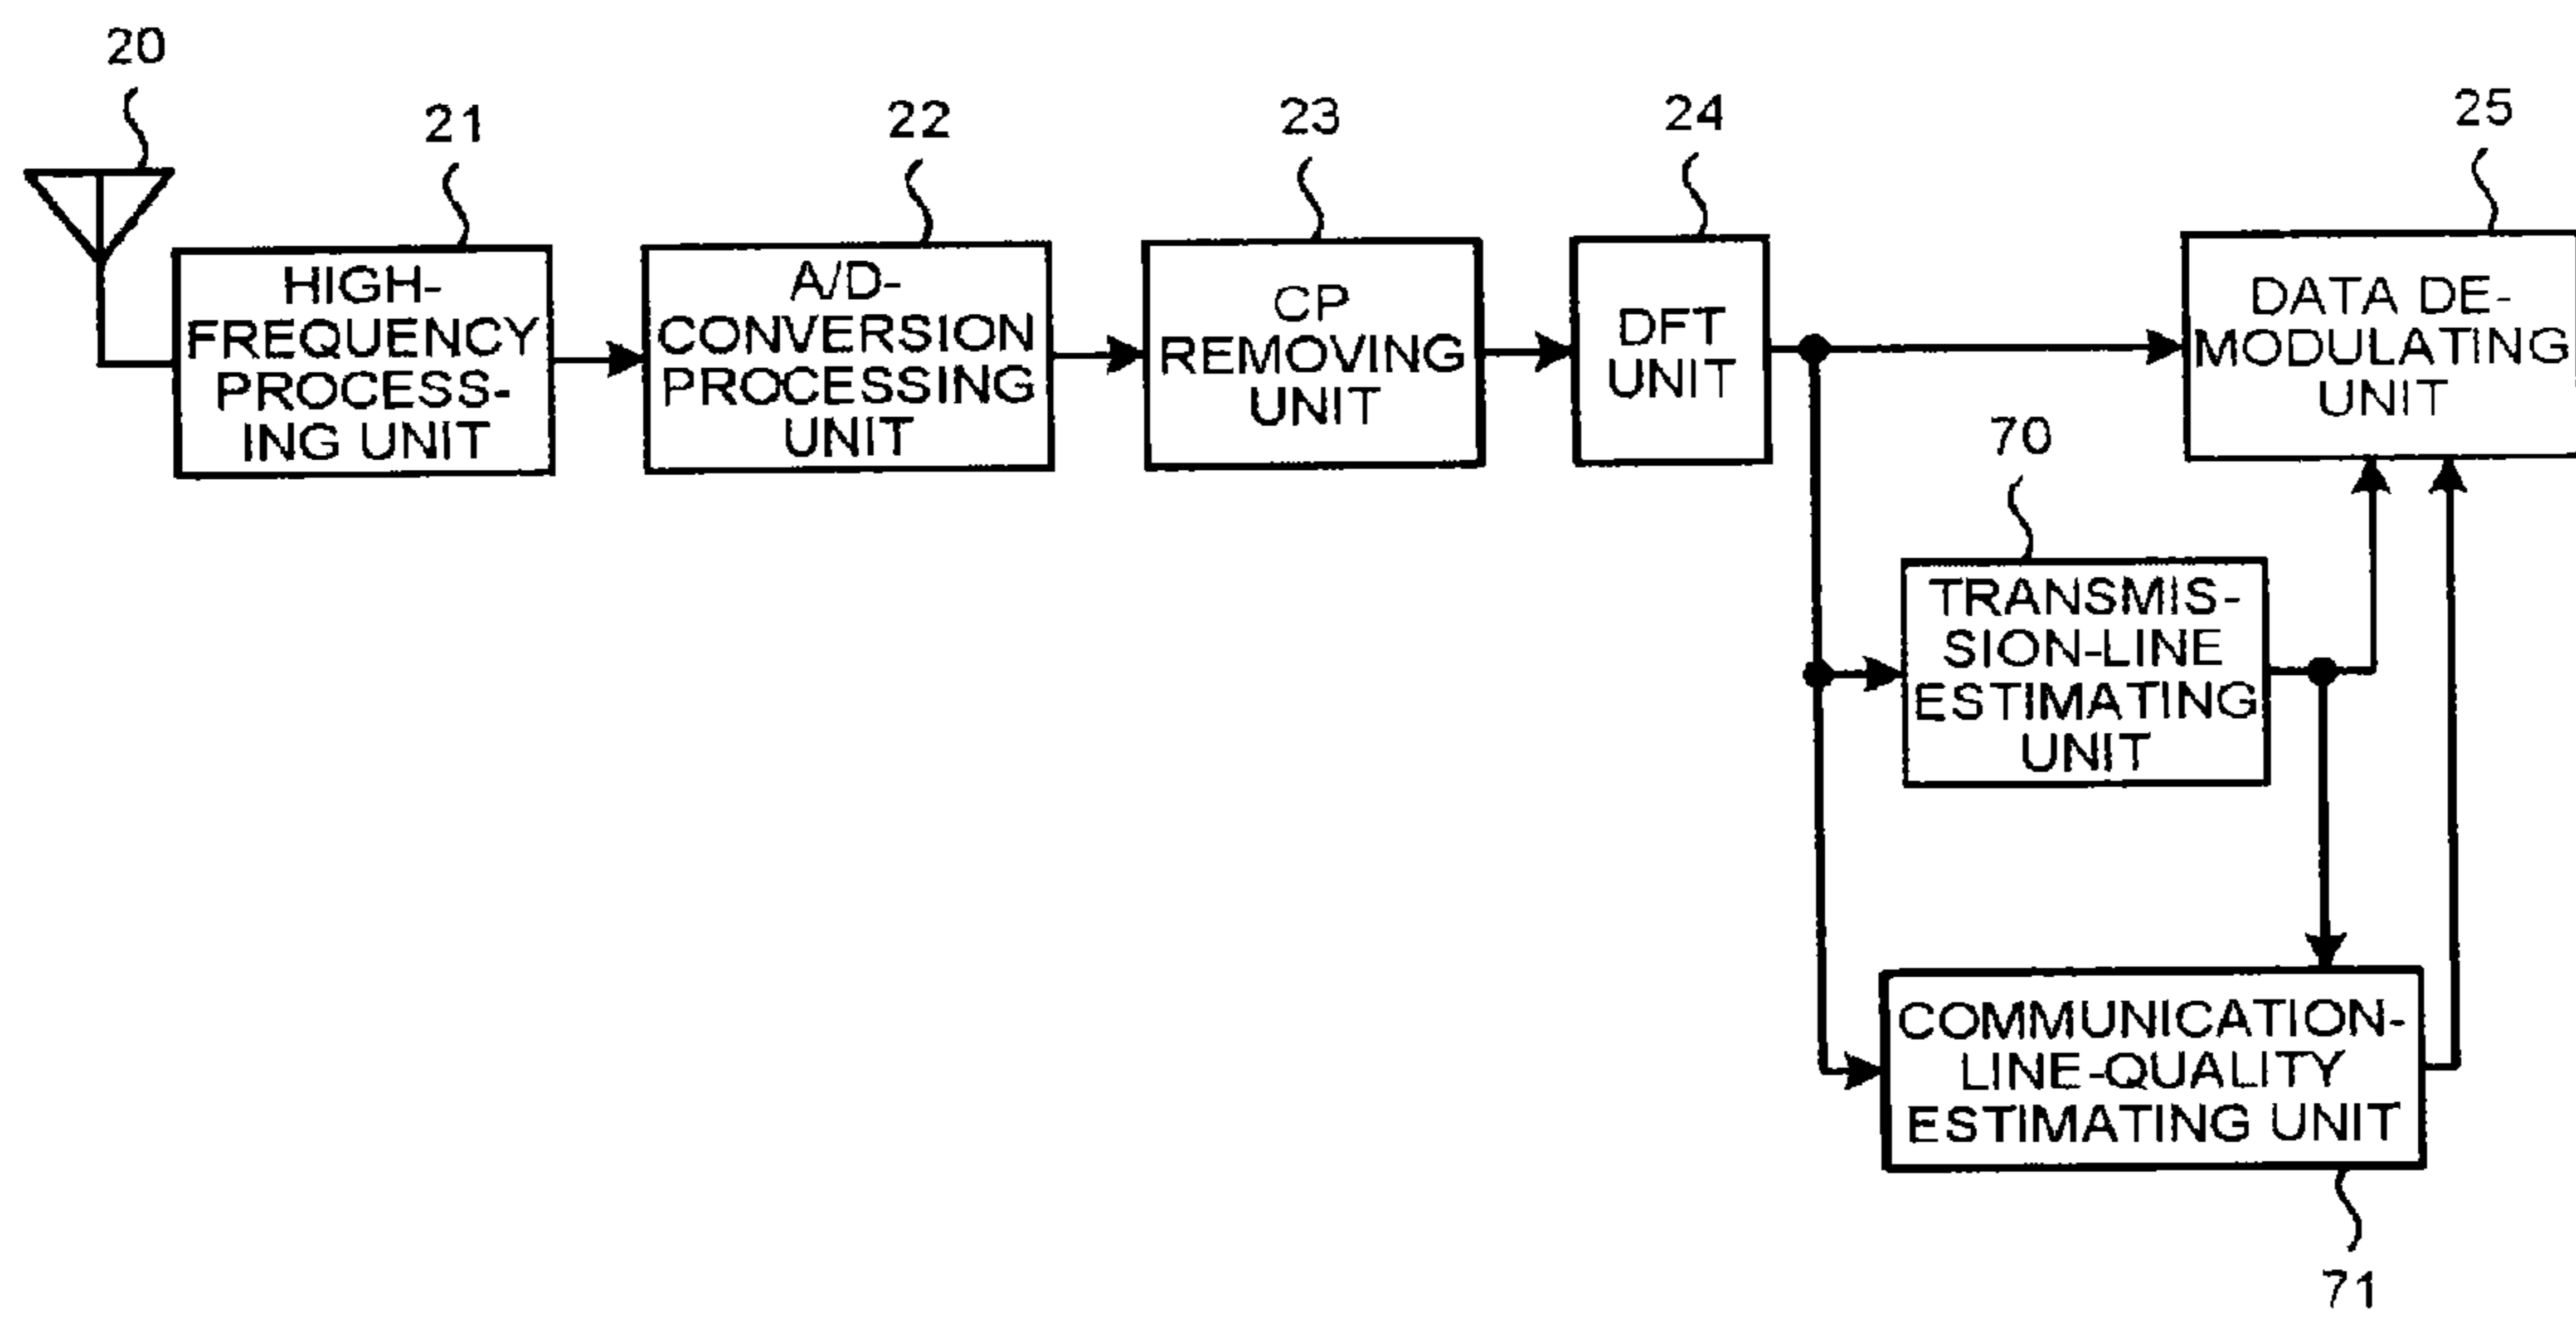 20
21
22
23
24
25
HIGH-
FREQUENCY
PROCESS-
ING UNIT
A/D-
CONVERSION
PROCESSING
UNIT
CP
REMOVING
UNIT
DFT
UNIT
DATA DE-
MODULATING
UNIT
70
TRANSMIS-
SION-LINE
ESTIMATING
UNIT
COMMUNICATION-
LINE-QUALITY
ESTIMATING UNIT
71